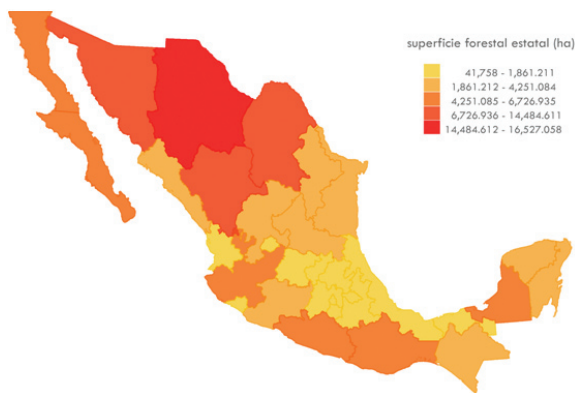 superficie forestal estatal (ha)
41,758 - 1,861.211
1,861.212 - 4,251.084
4,251.085 - 6,726.935
6,726.936 - 14,484.611
14,484.612 - 16,527.058